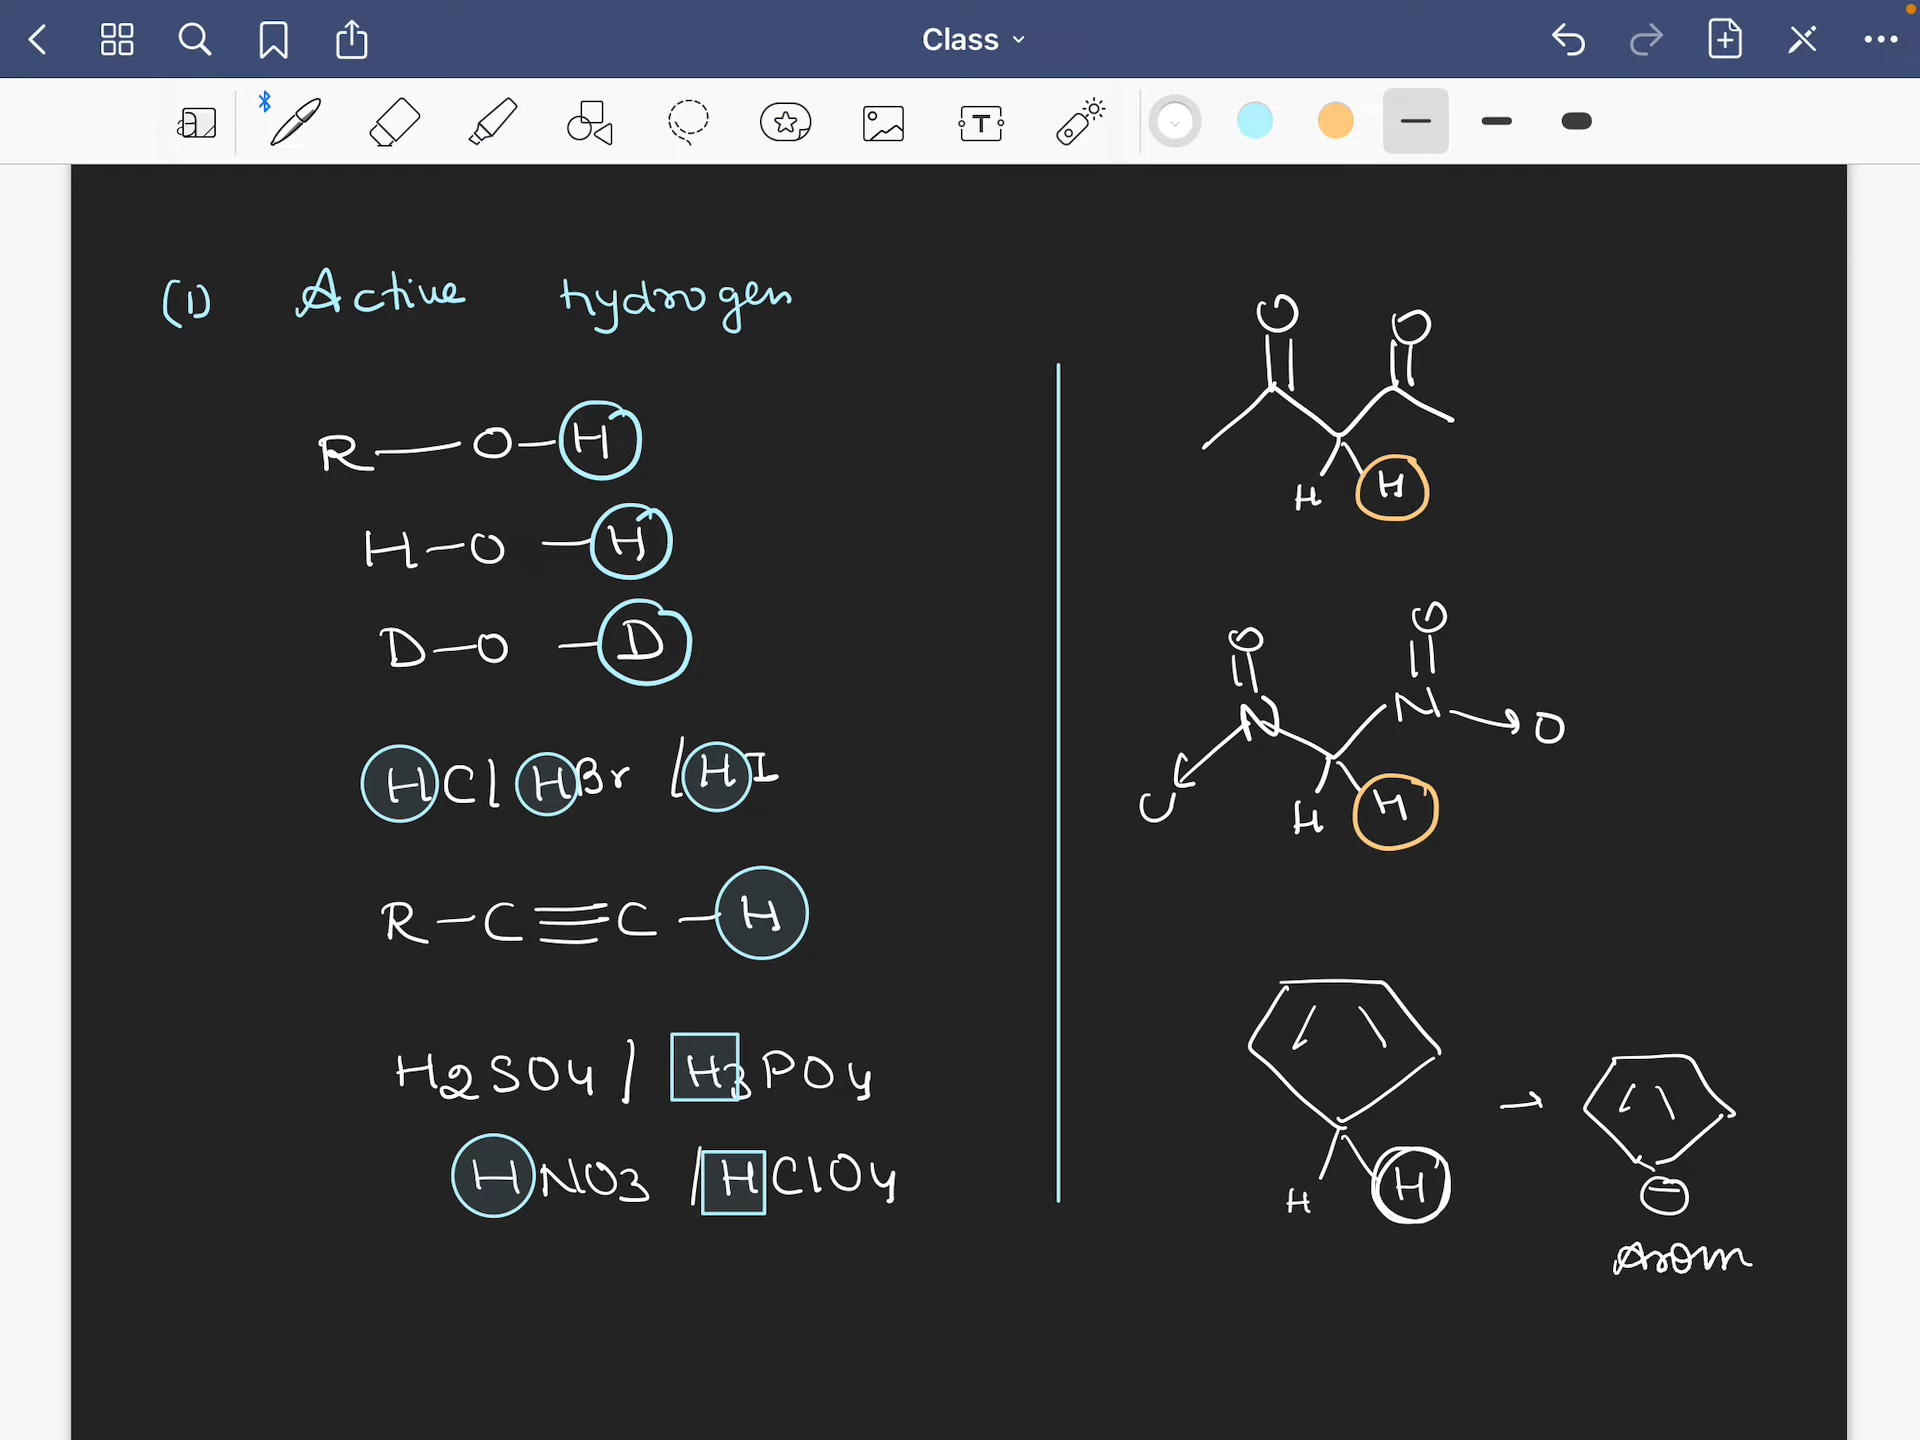 Class
(1) Active hydrogen
R—O—H
H—O—H
D—O—D
HCl/HBr/HI
R—C≡C—H
H2SO4/H3PO4
HNO3/HClO4
O O
H H
O O
N N→O
O
H H
→
H H
⊖
Arom